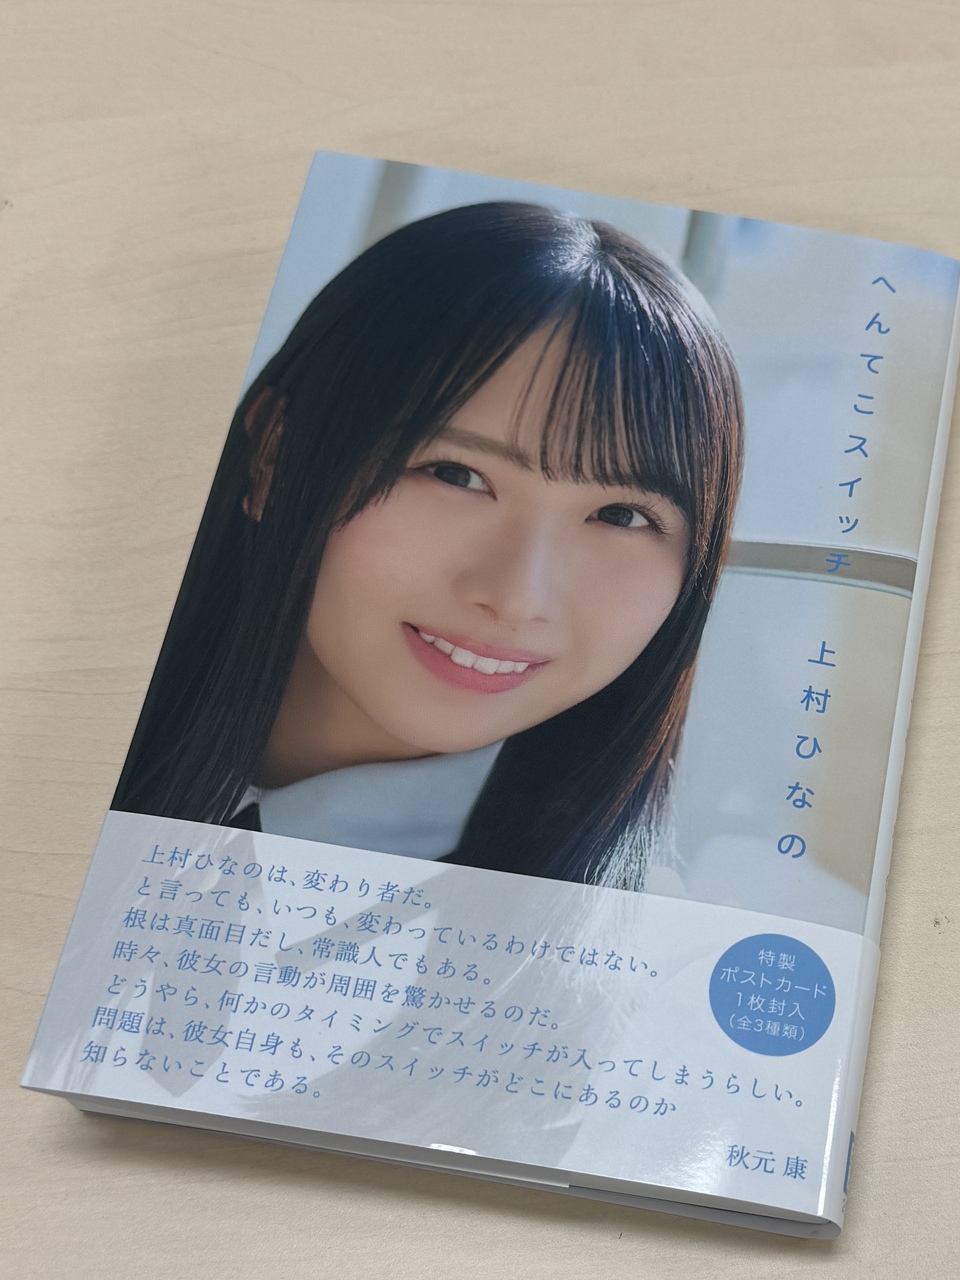 へんてこスイッチ
上村ひなの
上村ひなのは、変わり者だ。
と言っても、いつも、変わっているわけではない。
根は真面目だし、常識人でもある。
時々、彼女の言動が周囲を驚かせるのだ。
どうやら、何かのタイミングでスイッチが入ってしまうらしい。
問題は、彼女自身も、そのスイッチがどこにあるのか
知らないことである。
秋元 康
特製
ポストカード
1枚封入
(全3種類)